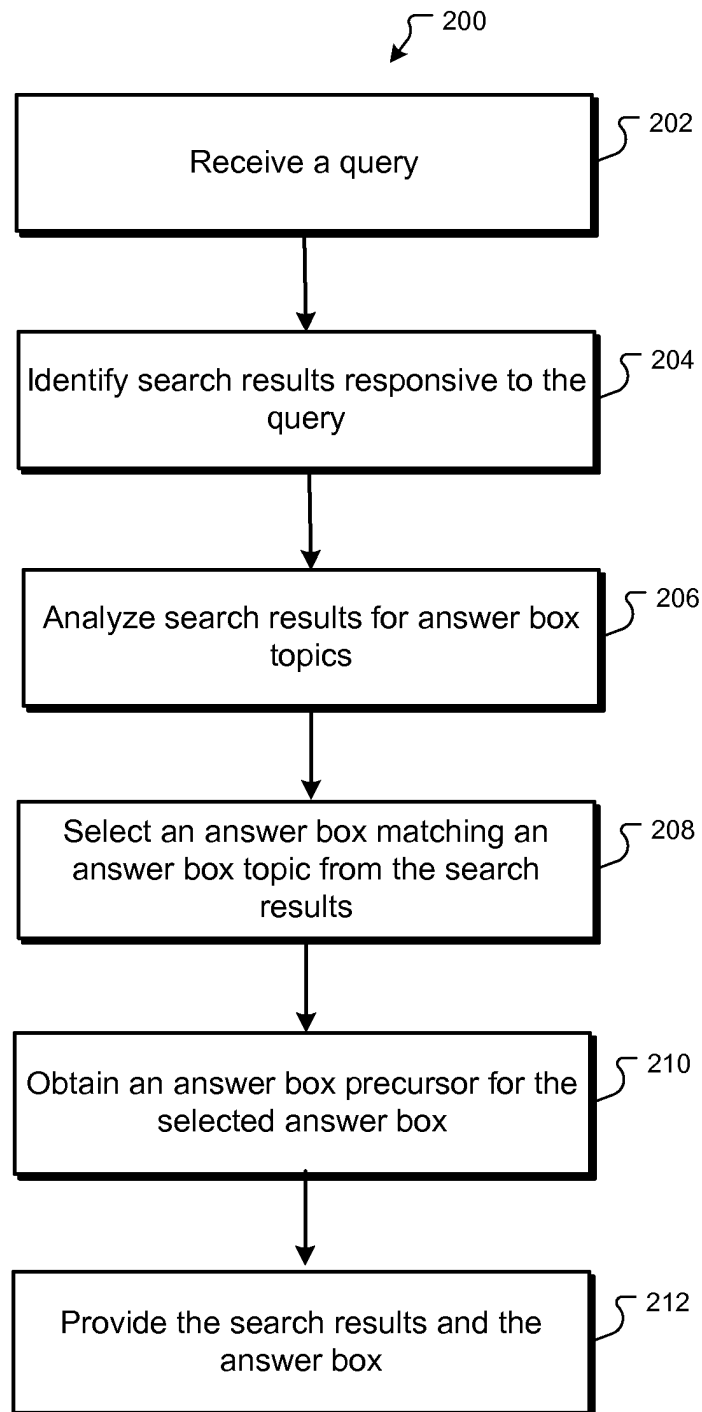 200
Receive a query
202
Identify search results responsive to the
query
204
Analyze search results for answer box
topics
206
Select an answer box matching an
answer box topic from the search
results
208
Obtain an answer box precursor for the
selected answer box
210
Provide the search results and the
answer box
212